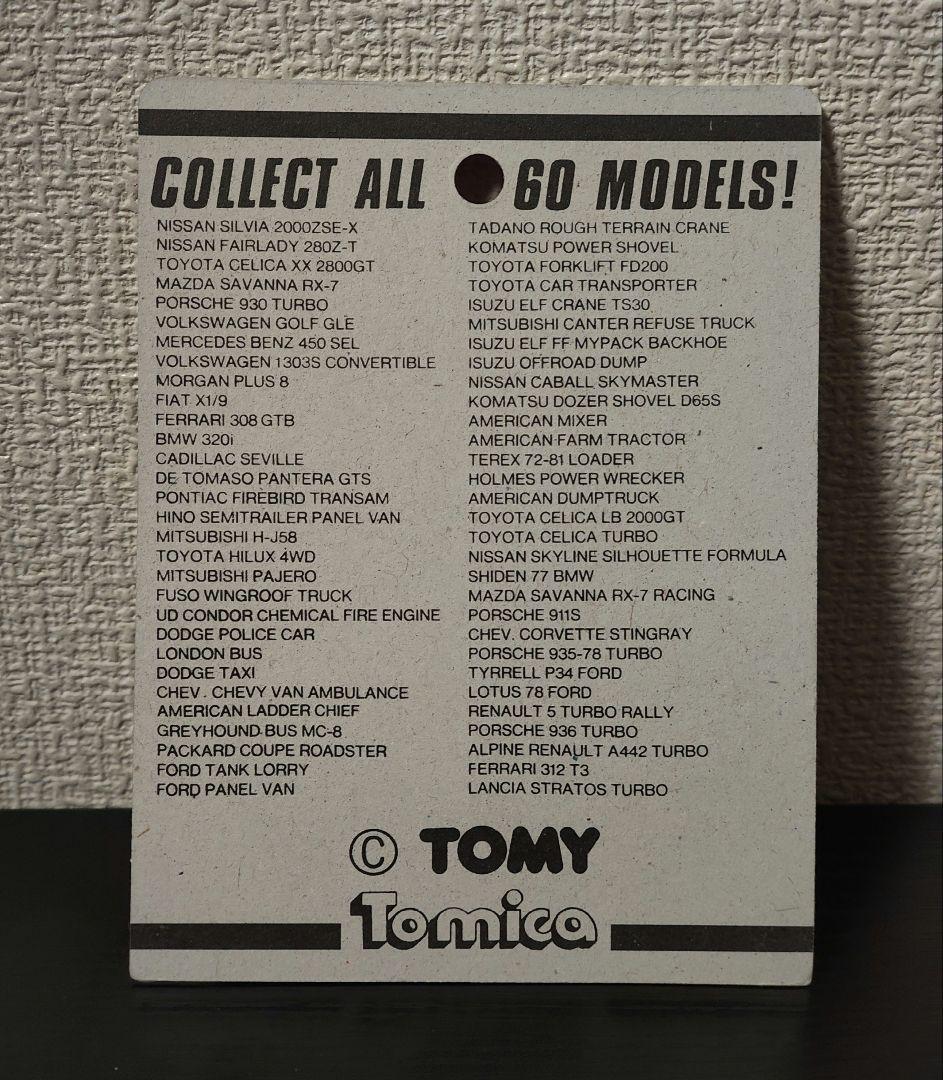 COLLECT ALL 60 MODELS!
NISSAN SILVIA 2000ZSE-X
NISSAN FAIRLADY 280Z-T
TOYOTA CELICA XX 2800GT
MAZDA SAVANNA RX-7
PORSCHE 930 TURBO
VOLKSWAGEN GOLF GLE
MERCEDES BENZ 450 SEL
VOLKSWAGEN 1303S CONVERTIBLE
MORGAN PLUS 8
FIAT X1/9
FERRARI 308 GTB
BMW 320i
CADILLAC SEVILLE
DE TOMASO PANTERA GTS
PONTIAC FIREBIRD TRANSAM
HINO SEMITRAILER PANEL VAN
MITSUBISHI H-J58
TOYOTA HILUX 4WD
MITSUBISHI PAJERO
FUSO WINGROOF TRUCK
UD CONDOR CHEMICAL FIRE ENGINE
DODGE POLICE CAR
LONDON BUS
DODGE TAXI
CHEV. CHEVY VAN AMBULANCE
AMERICAN LADDER CHIEF
GREYHOUND BUS MC-8
PACKARD COUPE ROADSTER
FORD TANK LORRY
FORD PANEL VAN
TADANO ROUGH TERRAIN CRANE
KOMATSU POWER SHOVEL
TOYOTA FORKLIFT FD200
TOYOTA CAR TRANSPORTER
ISUZU ELF CRANE TS30
MITSUBISHI CANTER REFUSE TRUCK
ISUZU ELF FF MYPACK BACKHOE
ISUZU OFFROAD DUMP
NISSAN CABALL SKYMASTER
KOMATSU DOZER SHOVEL D65S
AMERICAN MIXER
AMERICAN FARM TRACTOR
TEREX 72-81 LOADER
HOLMES POWER WRECKER
AMERICAN DUMPTRUCK
TOYOTA CELICA LB 2000GT
TOYOTA CELICA TURBO
NISSAN SKYLINE SILHOUETTE FORMULA
SHIDEN 77 BMW
MAZDA SAVANNA RX-7 RACING
PORSCHE 911S
CHEV. CORVETTE STINGRAY
PORSCHE 935-78 TURBO
TYRRELL P34 FORD
LOTUS 78 FORD
RENAULT 5 TURBO RALLY
PORSCHE 936 TURBO
ALPINE RENAULT A442 TURBO
FERRARI 312 T3
LANCIA STRATOS TURBO
© TOMY
Tomica